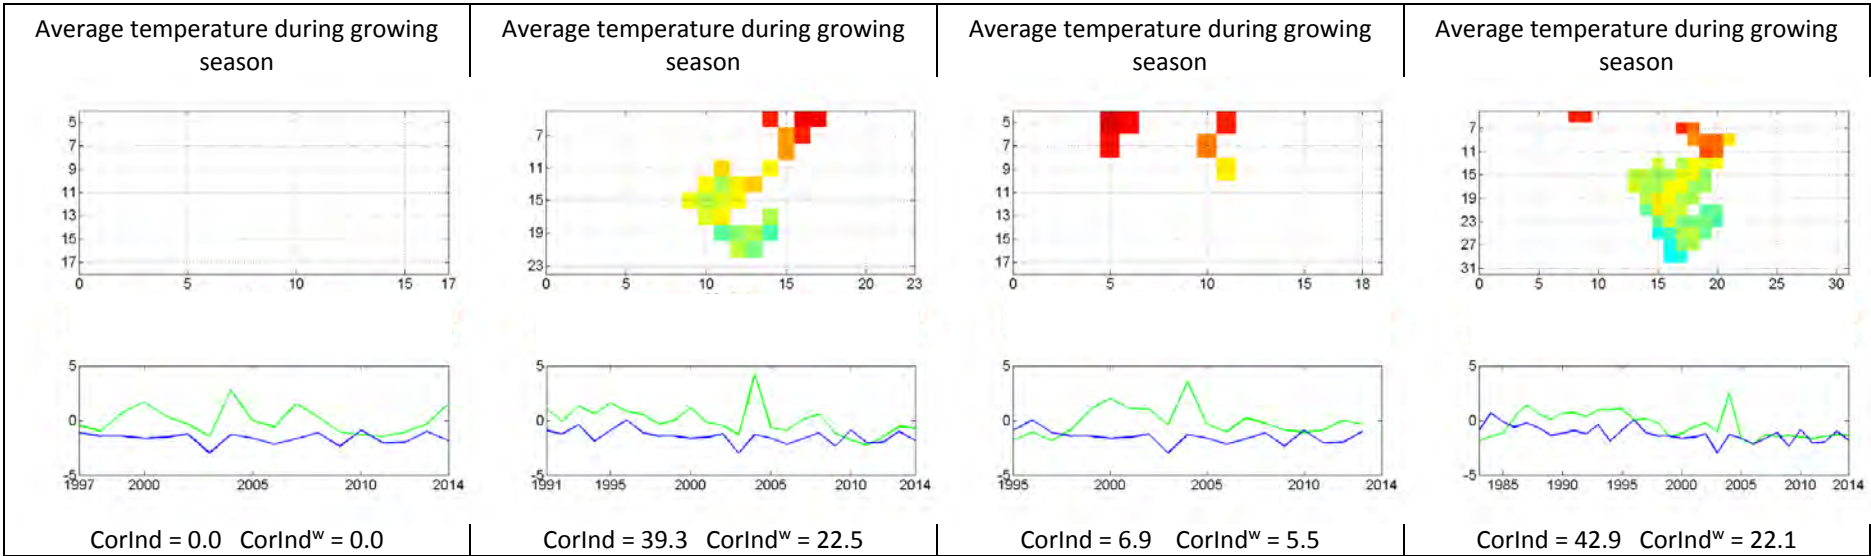 Average temperature during growing
season
Average temperature during growing
season
Average temperature during growing
season
Average temperature during growing
season
5
7
9
11
13
15
17
0 5 10 15 17
7
11
15
19
23
0 5 10 15 20 23
5
7
9
11
13
15
17
0 5 10 15 18
7
11
15
19
23
27
31
0 5 10 15 20 25 30
5
0
-5
1997 2000 2005 2010 2014
5
0
-5
1991 1995 2000 2005 2010 2014
5
0
-5
1995 2000 2005 2010 2014
5
0
-5
1985 1990 1995 2000 2005 2010 2014
CorInd = 0.0 CorIndʷ = 0.0
CorInd = 39.3 CorIndʷ = 22.5
CorInd = 6.9 CorIndʷ = 5.5
CorInd = 42.9 CorIndʷ = 22.1